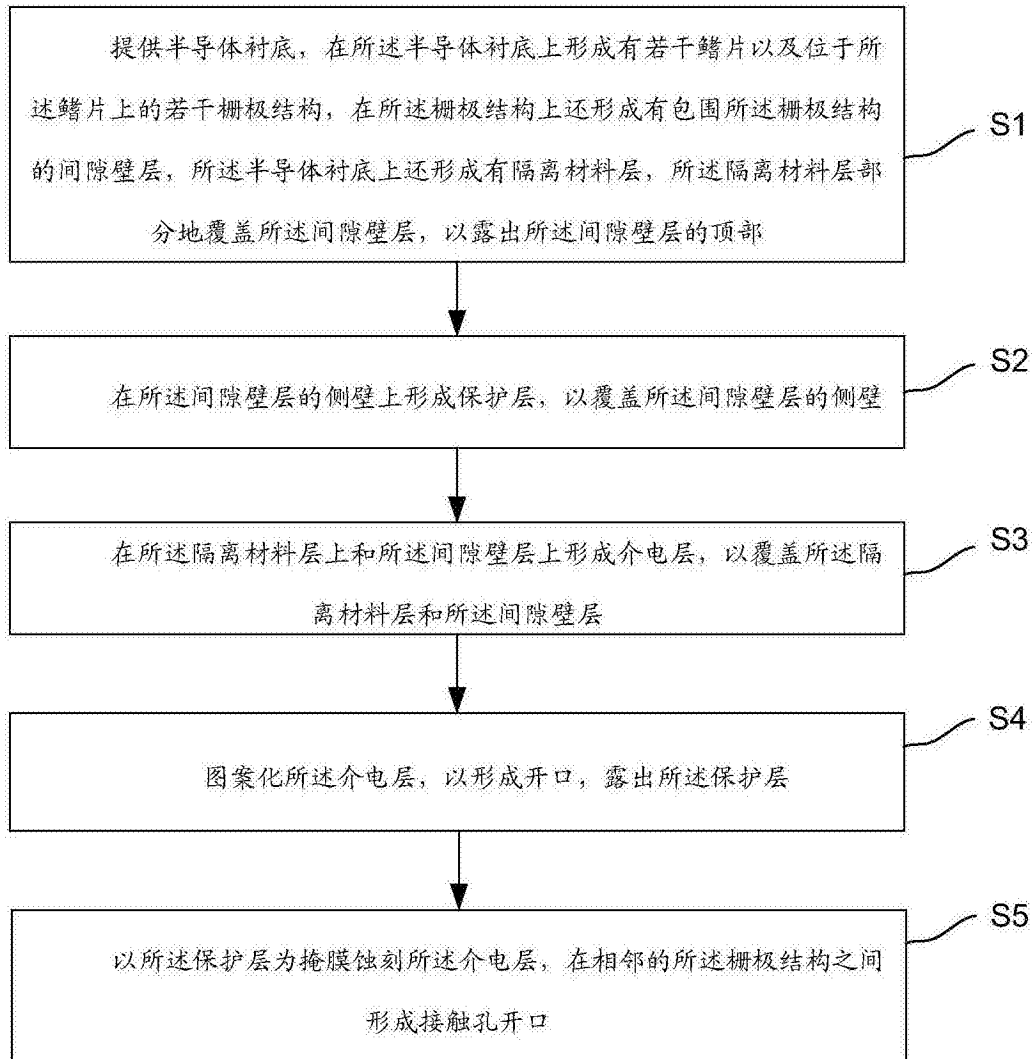 提供半导体衬底，在所述半导体衬底上形成有若干鳍片以及位于所
述鳍片上的若干栅极结构，在所述栅极结构上还形成有包围所述栅极结构
的间隙壁层，所述半导体衬底上还形成有隔离材料层，所述隔离材料层部
分地覆盖所述间隙壁层，以露出所述间隙壁层的顶部
S1
在所述间隙壁层的侧壁上形成保护层，以覆盖所述间隙壁层的侧壁
S2
在所述隔离材料层上和所述间隙壁层上形成介电层，以覆盖所述隔
离材料层和所述间隙壁层
S3
图案化所述介电层，以形成开口，露出所述保护层
S4
以所述保护层为掩膜蚀刻所述介电层，在相邻的所述栅极结构之间
形成接触孔开口
S5